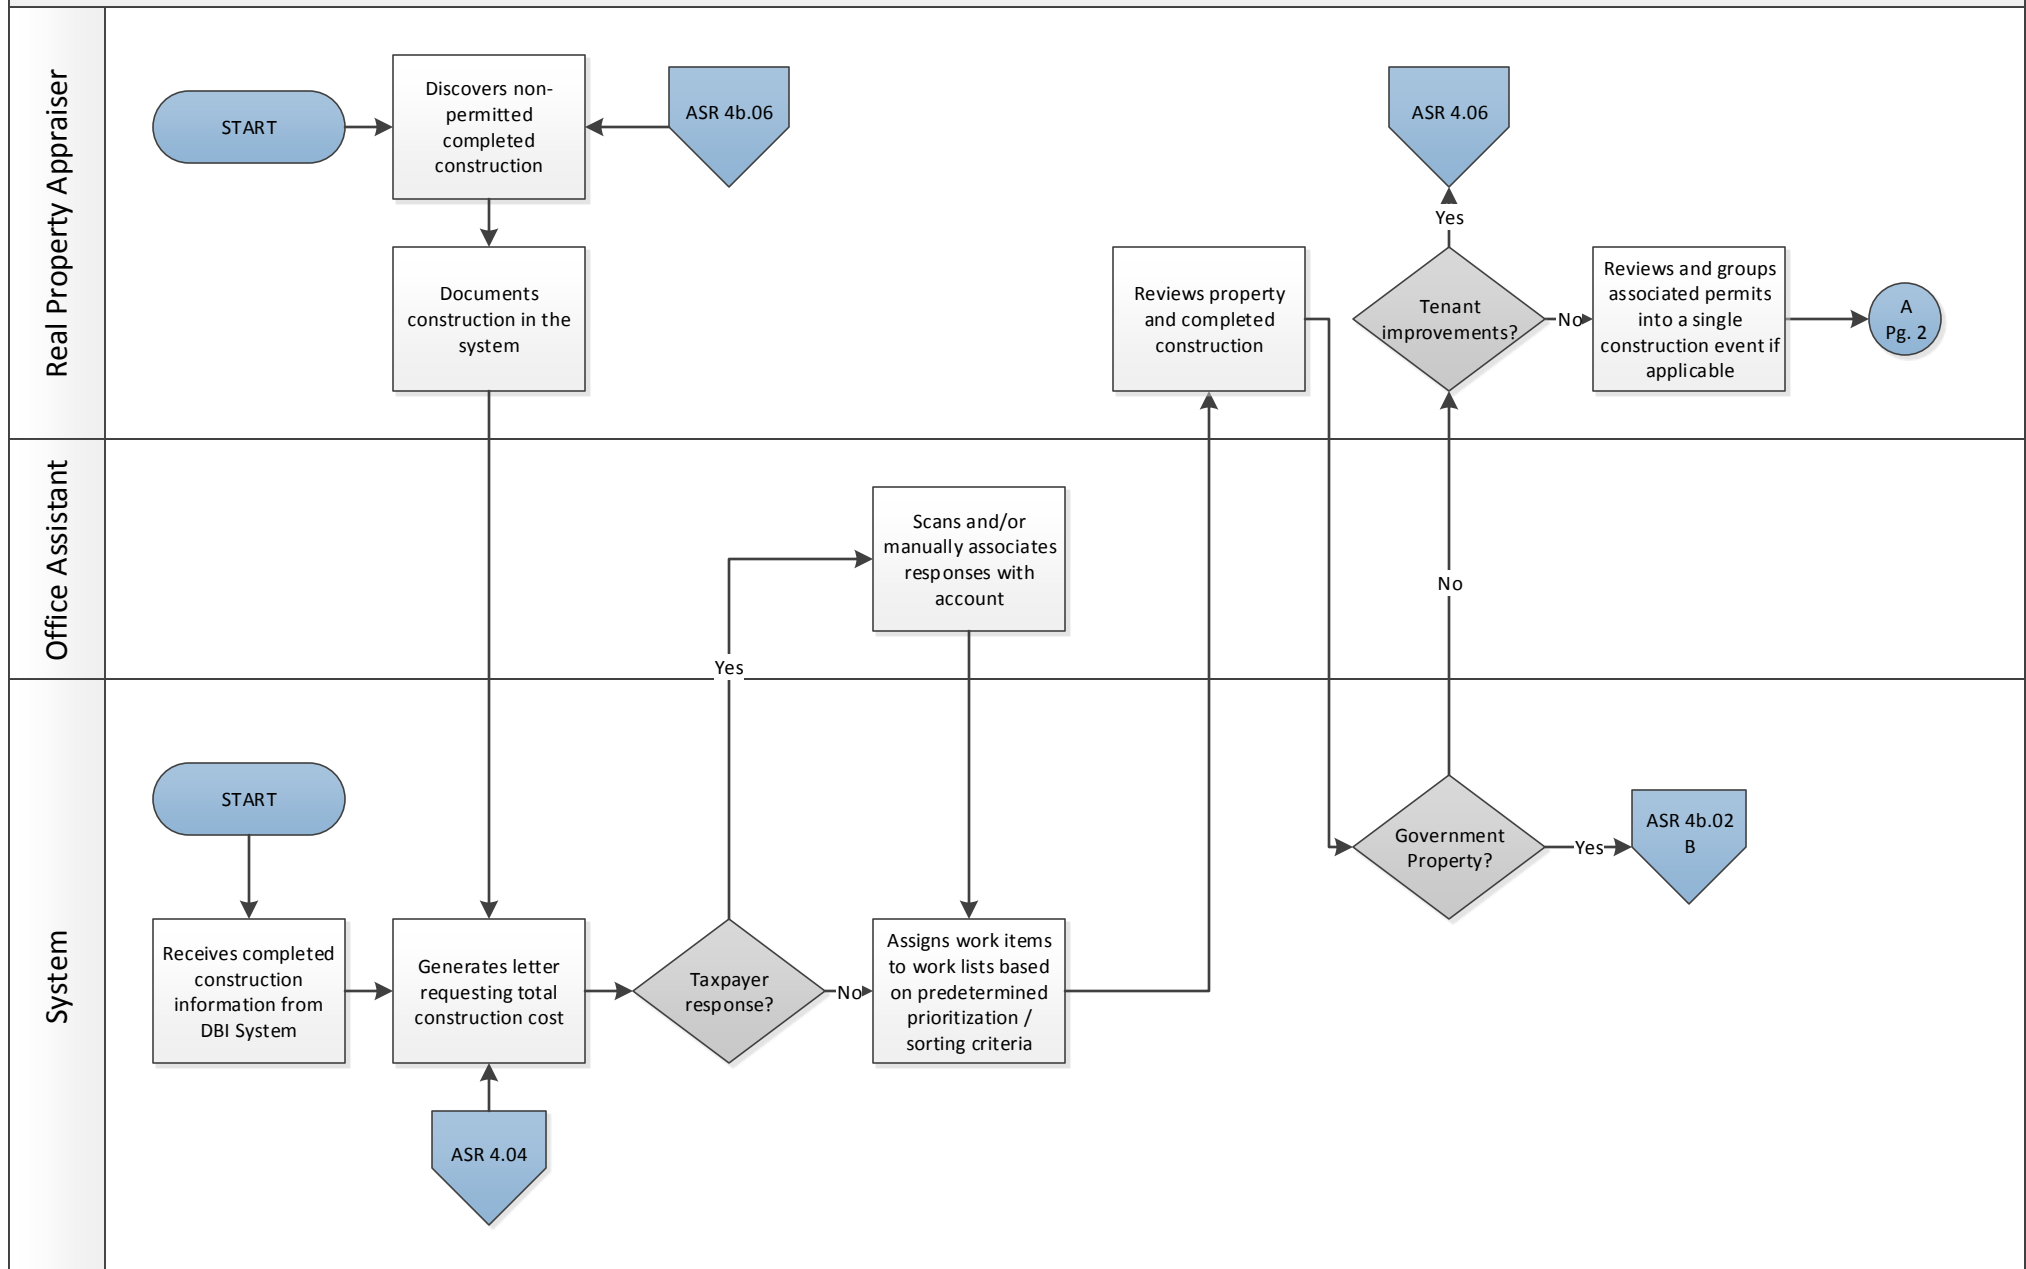 Real Property Appraiser
START
Discovers non-
permitted
completed
construction
ASR 4b.06
Documents
construction in the
system
Reviews property
and completed
construction
ASR 4.06
Yes
Tenant
improvements?
No
Reviews and groups
associated permits
into a single
construction event if
applicable
A
Pg. 2
Office Assistant
Scans and/or
manually associates
responses with
account
Yes
No
System
START
Receives completed
construction
information from
DBI System
Generates letter
requesting total
construction cost
ASR 4.04
Taxpayer
response?
No
Assigns work items
to work lists based
on predetermined
prioritization /
sorting criteria
Government
Property?
Yes
ASR 4b.02
B